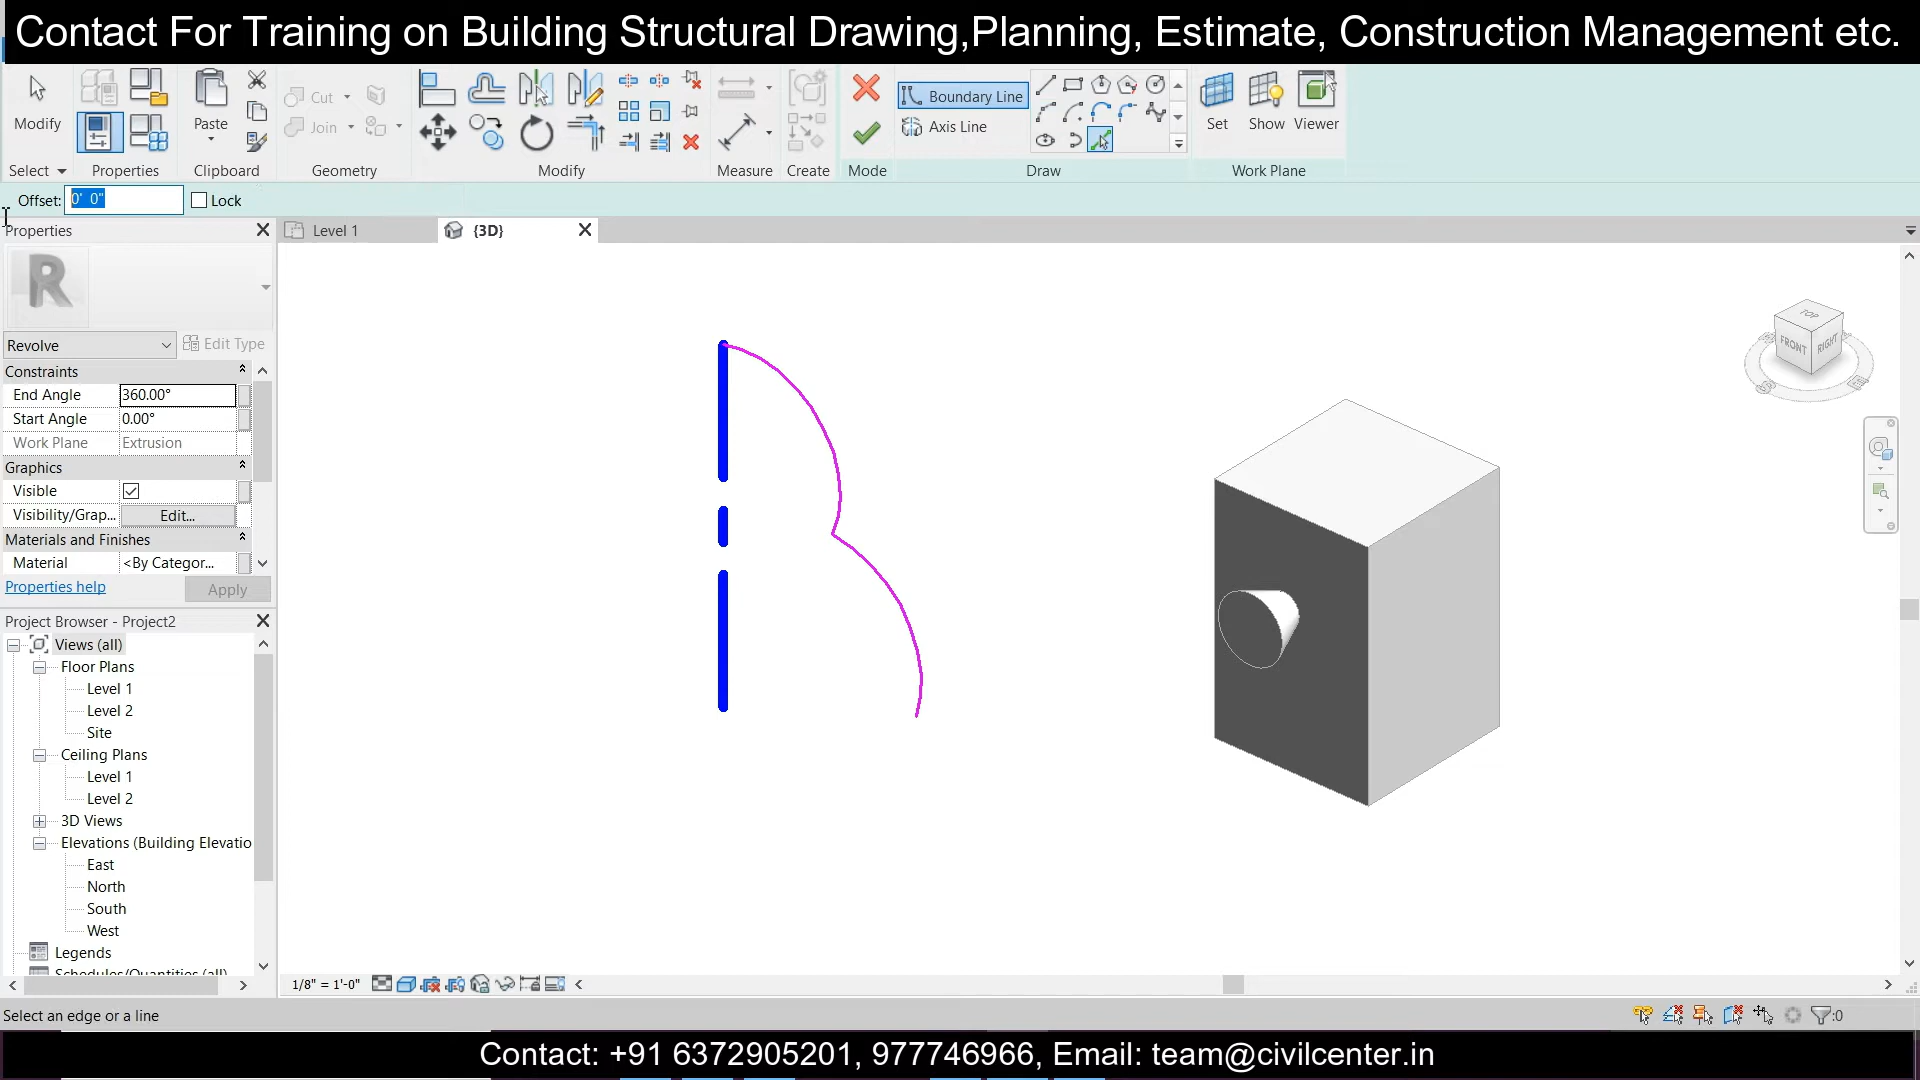 Contact For Training on Building Structural Drawing,Planning, Estimate, Construction Management etc.
Modify
Paste
Cut
Join
Boundary Line
Axis Line
Set
Show
Viewer
Select
Properties
Clipboard
Geometry
Modify
Measure
Create
Mode
Draw
Work Plane
Offset: 0' 0"
Lock
Properties
Level 1
{3D}
R
Revolve
Edit Type
Constraints
End Angle 360.00°
Start Angle 0.00°
Work Plane Extrusion
Graphics
Visible
Visibility/Grap... Edit...
Materials and Finishes
Material <By Categor...
Properties help
Apply
Project Browser - Project2
Views (all)
Floor Plans
Level 1
Level 2
Site
Ceiling Plans
Level 1
Level 2
3D Views
Elevations (Building Elevatio
East
North
South
West
Legends
Schedules/Quantities (all)
TOP
FRONT
RIGHT
1/8" = 1'-0"
Select an edge or a line
:0
Contact: +91 6372905201, 977746966, Email: team@civilcenter.in